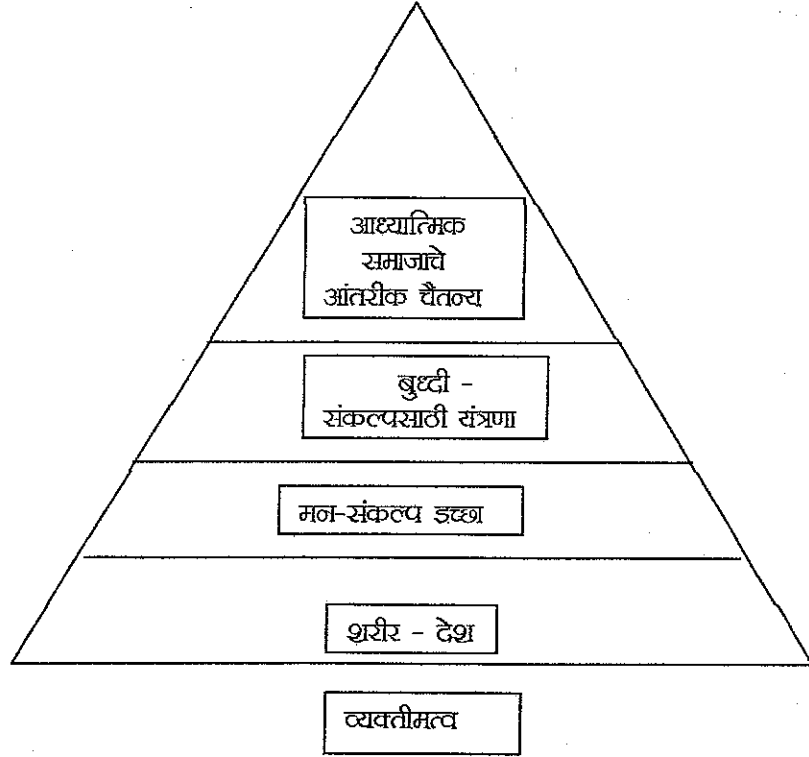 आध्यात्मिक
समाजाचे
आंतरीक चैतन्य
बुध्दी -
संकल्पसाठी यंत्रणा
मन-संकल्प इच्छा
शरीर - देश
व्यक्तीमत्व